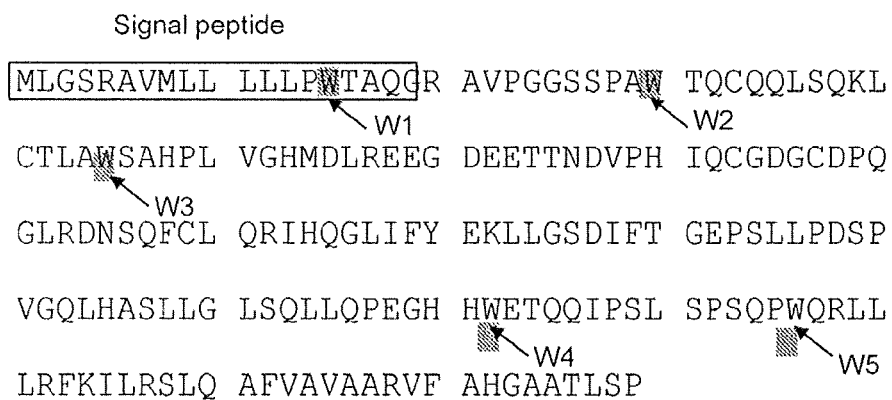 Signal peptide
MLGSRAVMLL LLLPWTAQGR AVPGGSSPAW TQCQQLSQKL
W1 W2
CTLAWSAHPL VGHMDLREEG DEETTNDVPH IQCGDGCDPQ
W3
GLRDNSQFCL QRIHQGLIFY EKLLGSDIFT GEPSLLPDSP
VGQLHASLLG LSQLLQPEGH HWETQQIPSL SPSQPWQRLL
W4 W5
LRFKILRSLQ AFVAVAARVF AHGAATLSP